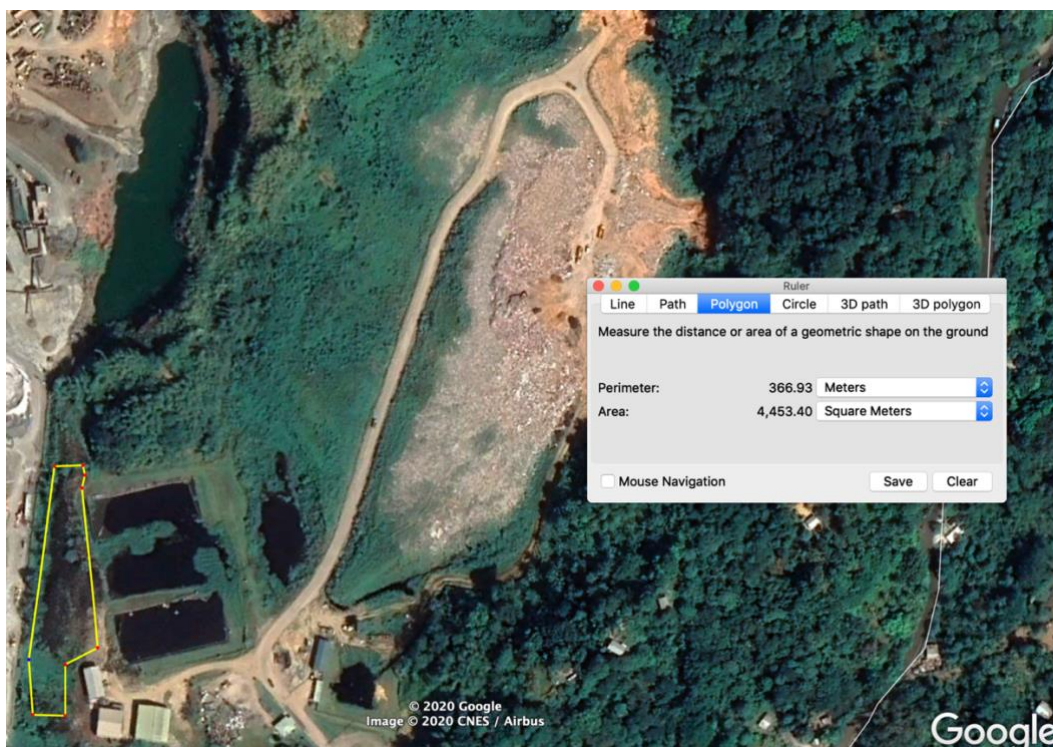 Ruler
Line Path Polygon Circle 3D path 3D polygon
Measure the distance or area of a geometric shape on the ground
Perimeter: 366.93 Meters
Area: 4,453.40 Square Meters
Mouse Navigation Save Clear
© 2020 Google
Image © 2020 CNES / Airbus
Google